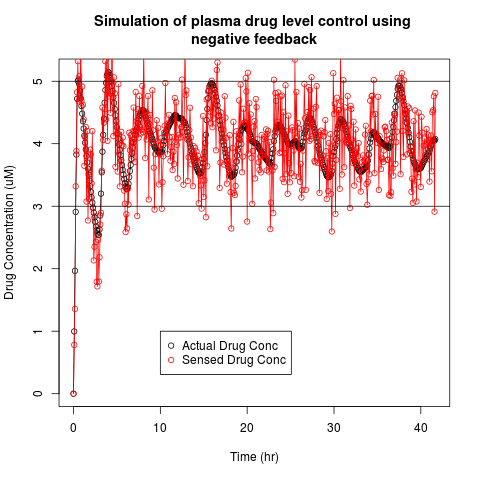 Simulation of plasma drug level control using
negative feedback
Drug Concentration (uM)
5
4
3
2
1
0
Actual Drug Conc
Sensed Drug Conc
0 10 20 30 40
Time (hr)